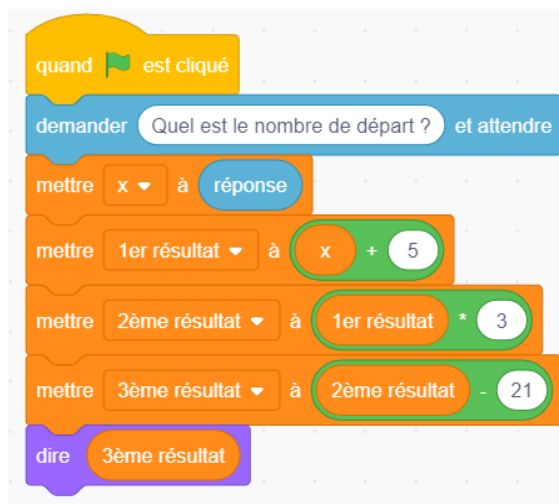 quand est cliqué
demander Quel est le nombre de départ ? et attendre
mettre x à réponse
mettre 1er résultat à x + 5
mettre 2ème résultat à 1er résultat * 3
mettre 3ème résultat à 2ème résultat - 21
dire 3ème résultat